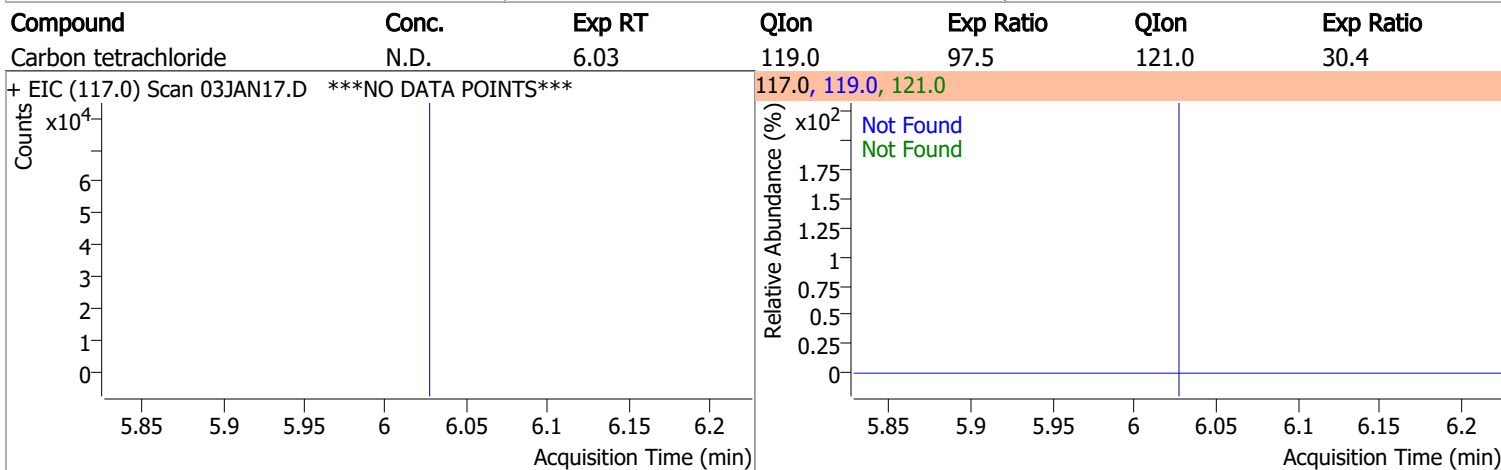 Compound Conc. Exp RT QIon Exp Ratio QIon Exp Ratio
Carbon tetrachloride N.D. 6.03 119.0 97.5 121.0 30.4
+ EIC (117.0) Scan 03JAN17.D ***NO DATA POINTS***
Counts
x10⁴
6
5
4
3
2
1
0
5.85 5.9 5.95 6 6.05 6.1 6.15 6.2
Acquisition Time (min)
117.0, 119.0, 121.0
Relative Abundance (%)
x10²
Not Found
Not Found
1.75
1.5
1.25
1
0.75
0.5
0.25
0
5.85 5.9 5.95 6 6.05 6.1 6.15 6.2
Acquisition Time (min)